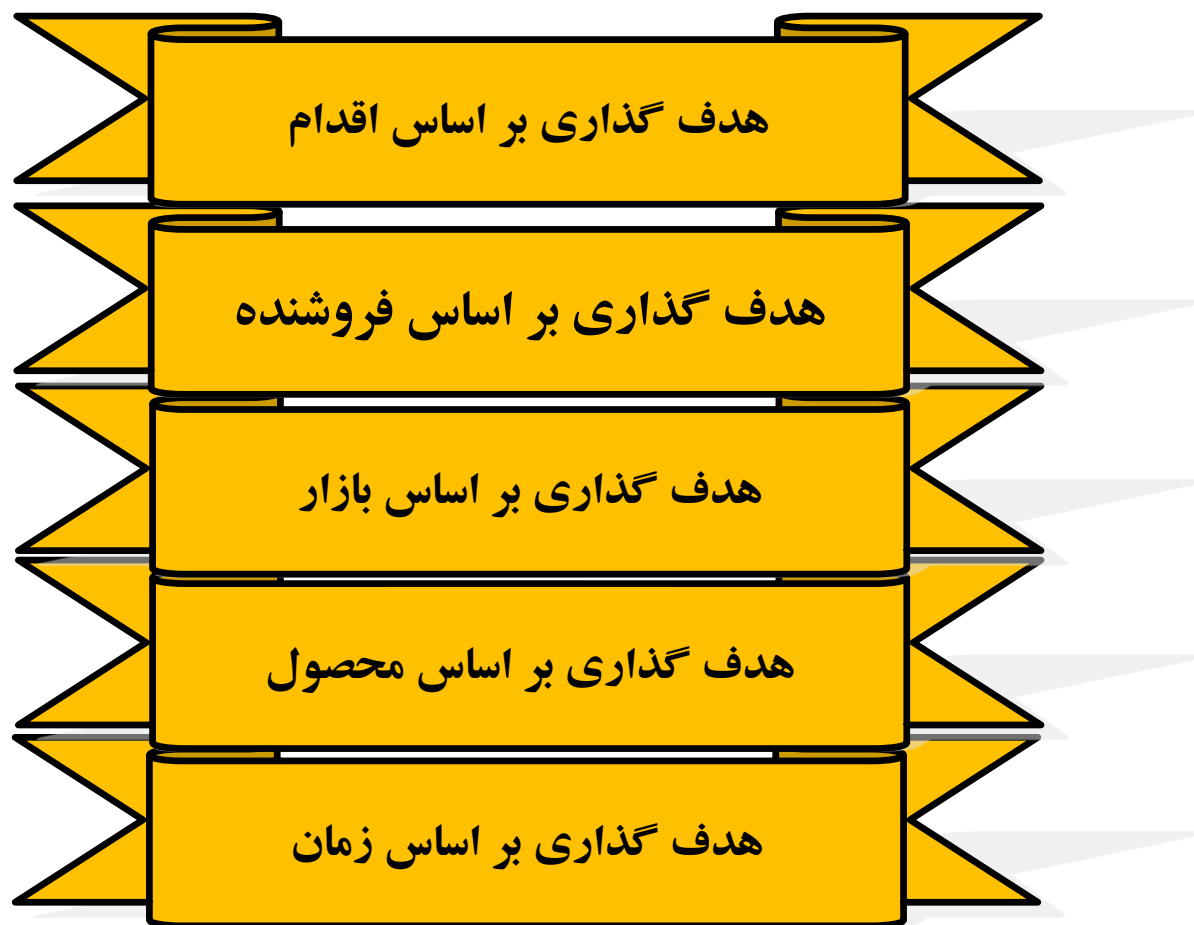 هدف گذاری بر اساس اقدام
هدف گذاری بر اساس فروشنده
هدف گذاری بر اساس بازار
هدف گذاری بر اساس محصول
هدف گذاری بر اساس زمان